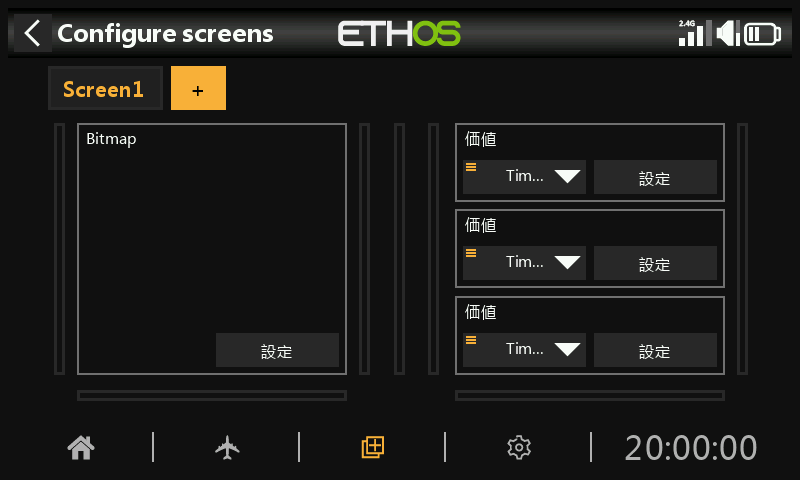 Configure screens
ETHOS
2.4G
Screen1
+
Bitmap
設定
価値
Tim...
設定
価値
Tim...
設定
価値
Tim...
設定
20:00:00